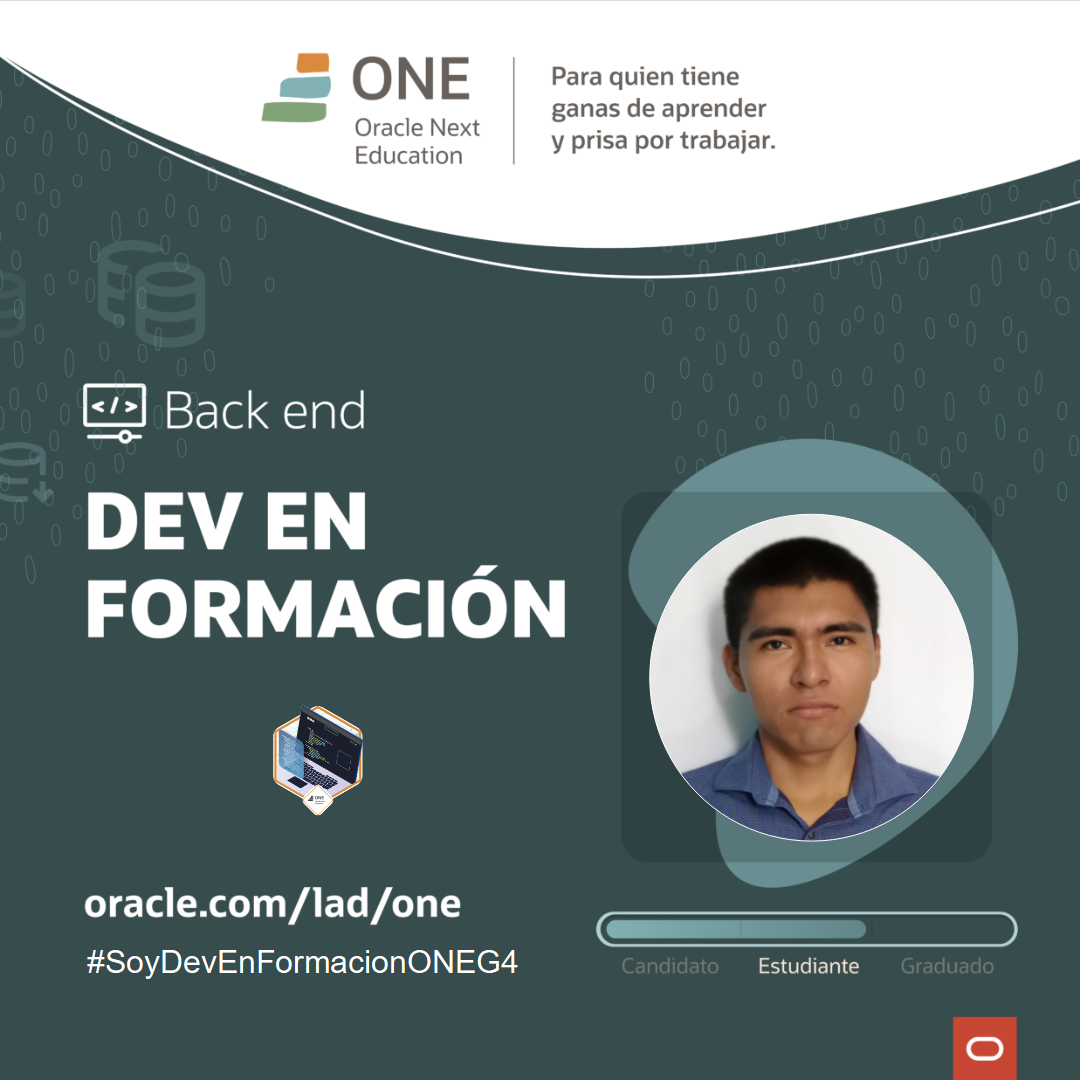 ONE
Oracle Next
Education
Para quien tiene
ganas de aprender
y prisa por trabajar.
</> Back end
DEV EN
FORMACIÓN
ONE
oracle.com/lad/one
#SoyDevEnFormacionONEG4
Candidato Estudiante Graduado